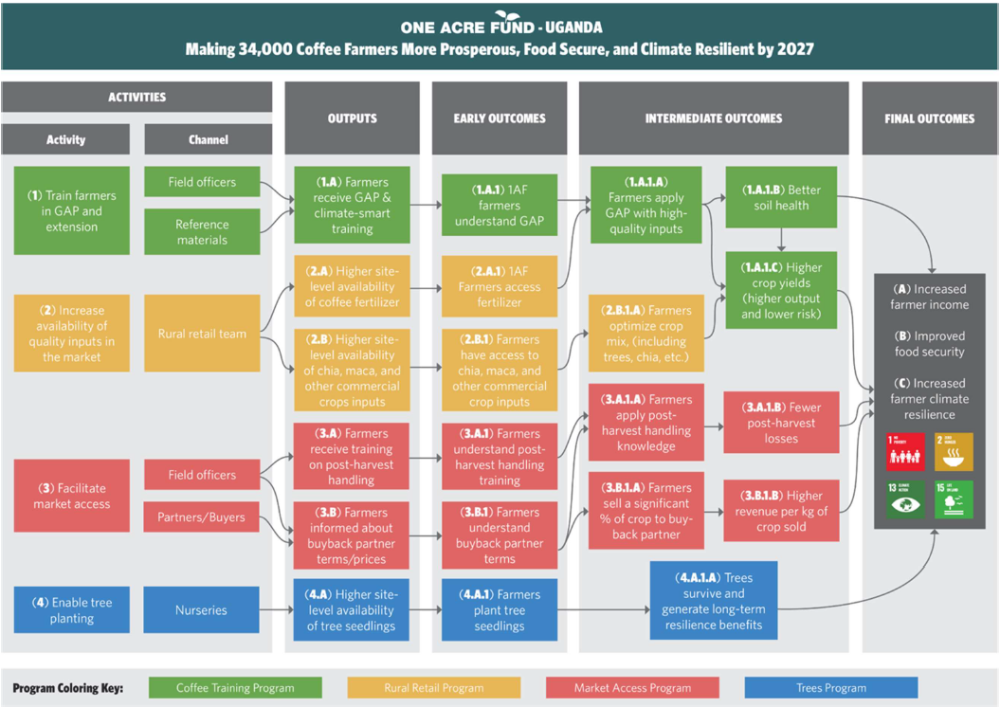 ONE ACRE FUND - UGANDA
Making 34,000 Coffee Farmers More Prosperous, Food Secure, and Climate Resilient by 2027
ACTIVITIES
Activity
Channel
OUTPUTS
EARLY OUTCOMES
INTERMEDIATE OUTCOMES
FINAL OUTCOMES
(1) Train farmers
in GAP and
extension
Field officers
Reference
materials
(1.A) Farmers
receive GAP &
climate-smart
training
(1.A.1) 1AF
farmers
understand GAP
(1.A.1.A)
Farmers apply
GAP with high-
quality inputs
(1.A.1.B) Better
soil health
(1.A.1.C) Higher
crop yields
(higher output
and lower risk)
(2) Increase
availability of
quality inputs in
the market
Rural retail team
(2.A) Higher site-
level availability
of coffee fertilizer
(2.A.1) 1AF
Farmers access
fertilizer
(2.B) Higher site-
level availability
of chia, maca, and
other commercial
crops inputs
(2.B.1) Farmers
have access to
chia, maca, and
other commercial
crop inputs
(2.B.1.A) Farmers
optimize crop
mix, (including
trees, chia, etc.)
(3) Facilitate
market access
Field officers
Partners/Buyers
(3.A) Farmers
receive training
on post-harvest
handling
(3.A.1) Farmers
understand post-
harvest handling
training
(3.A.1.A) Farmers
apply post-
harvest handling
knowledge
(3.A.1.B) Fewer
post-harvest
losses
(3.B) Farmers
informed about
buyback partner
terms/prices
(3.B.1) Farmers
understand
buyback partner
terms
(3.B.1.A) Farmers
sell a significant
% of crop to buy-
back partner
(3.B.1.B) Higher
revenue per kg of
crop sold
(4) Enable tree
planting
Nurseries
(4.A) Higher site-
level availability
of tree seedlings
(4.A.1) Farmers
plant tree
seedlings
(4.A.1.A) Trees
survive and
generate long-term
resilience benefits
(A) Increased
farmer income
(B) Improved
food security
(C) Increased
farmer climate
resilience
1 NO POVERTY
2 ZERO HUNGER
13 CLIMATE ACTION
15 LIFE ON LAND
Program Coloring Key:
Coffee Training Program
Rural Retail Program
Market Access Program
Trees Program